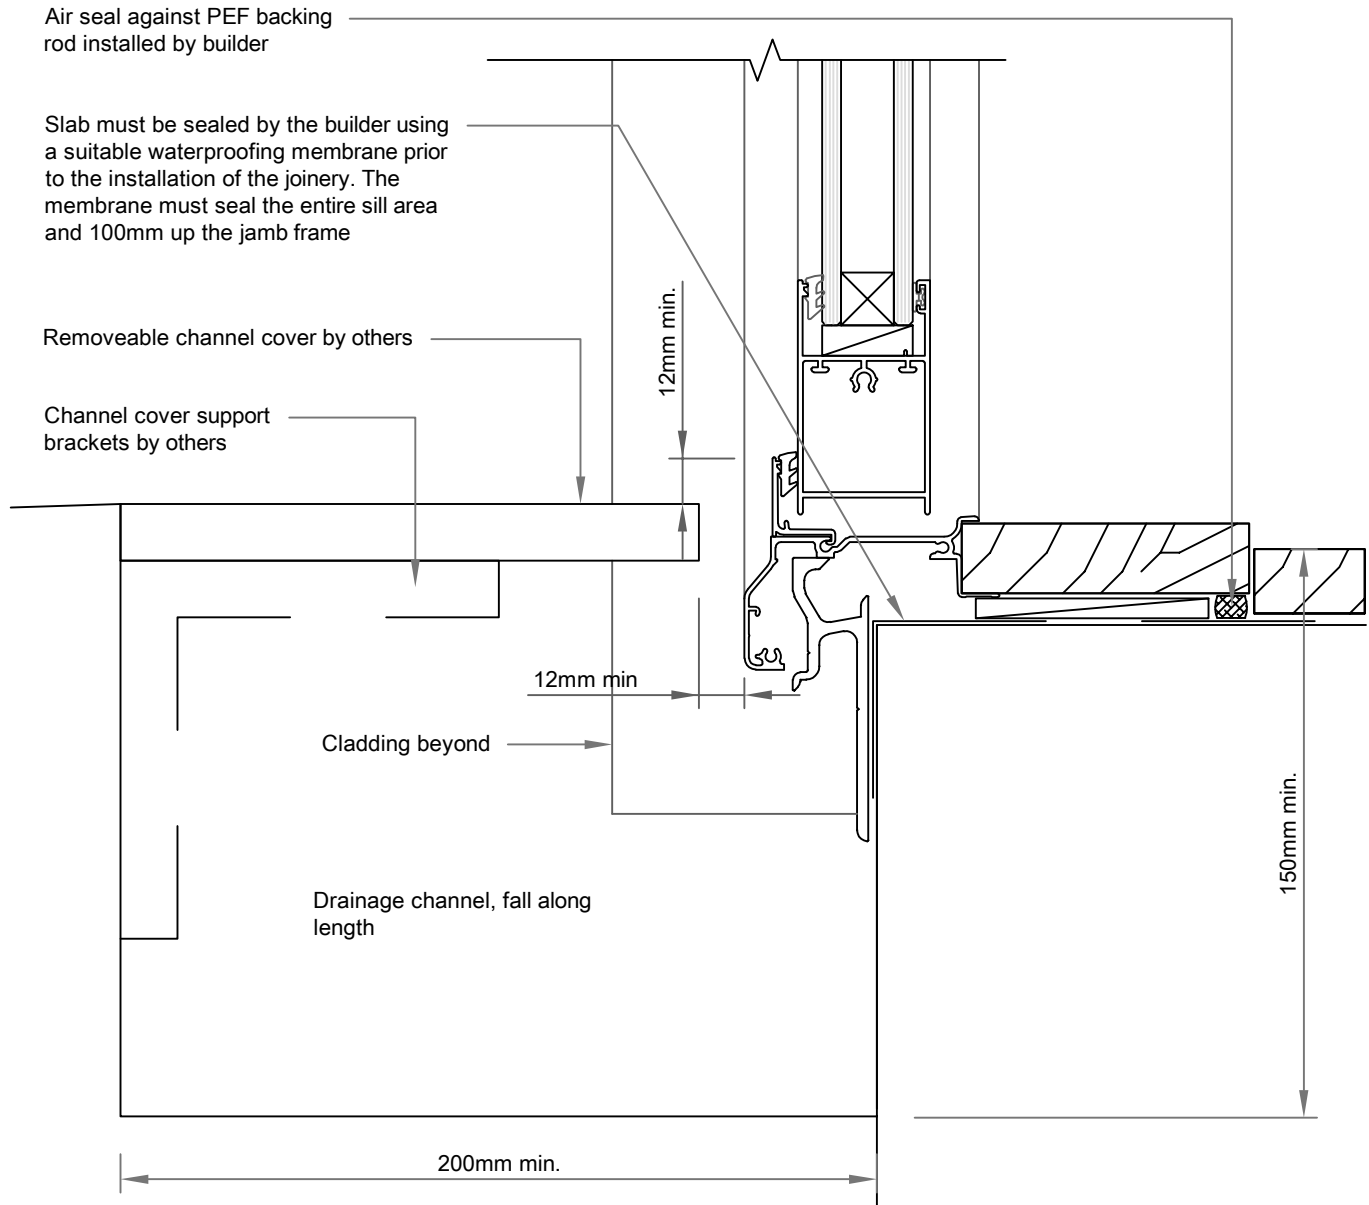 Air seal against PEF backing
rod installed by builder
Slab must be sealed by the builder using
a suitable waterproofing membrane prior
to the installation of the joinery. The
membrane must seal the entire sill area
and 100mm up the jamb frame
12mm min.
Removeable channel cover by others
Channel cover support
brackets by others
12mm min
Cladding beyond
150mm min.
Drainage channel, fall along
length
200mm min.